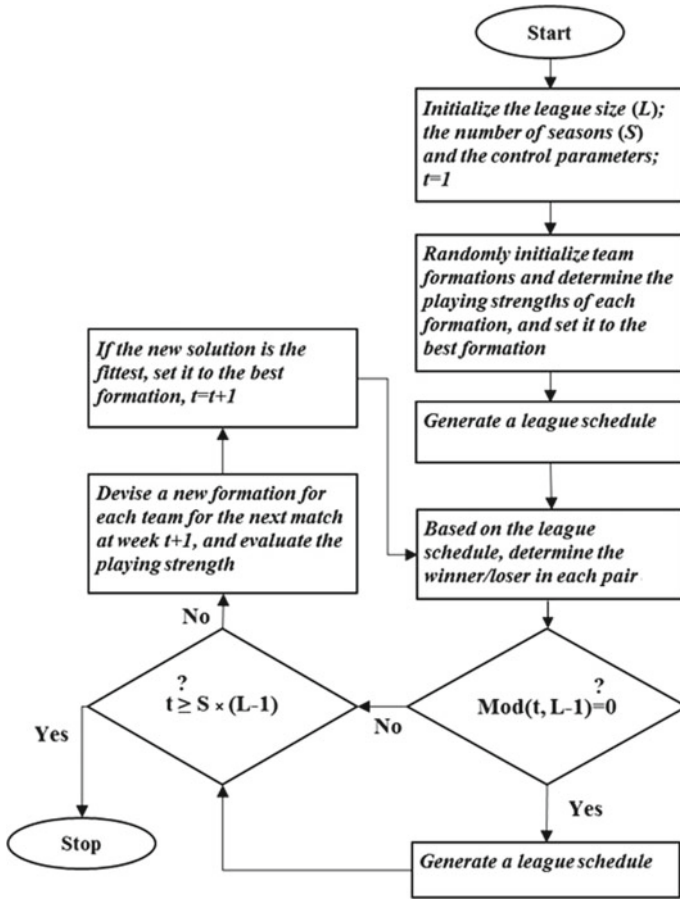 Start
Initialize the league size (L);
the number of seasons (S)
and the control parameters;
t=1
Randomly initialize team
formations and determine the
playing strengths of each
formation, and set it to the
best formation
Generate a league schedule
Based on the league
schedule, determine the
winner/loser in each pair
?
Mod(t, L-1)=0
No
Yes
Generate a league schedule
?
t ≥ S × (L-1)
No
Yes
Devise a new formation for
each team for the next match
at week t+1, and evaluate the
playing strength
If the new solution is the
fittest, set it to the best
formation, t=t+1
Stop